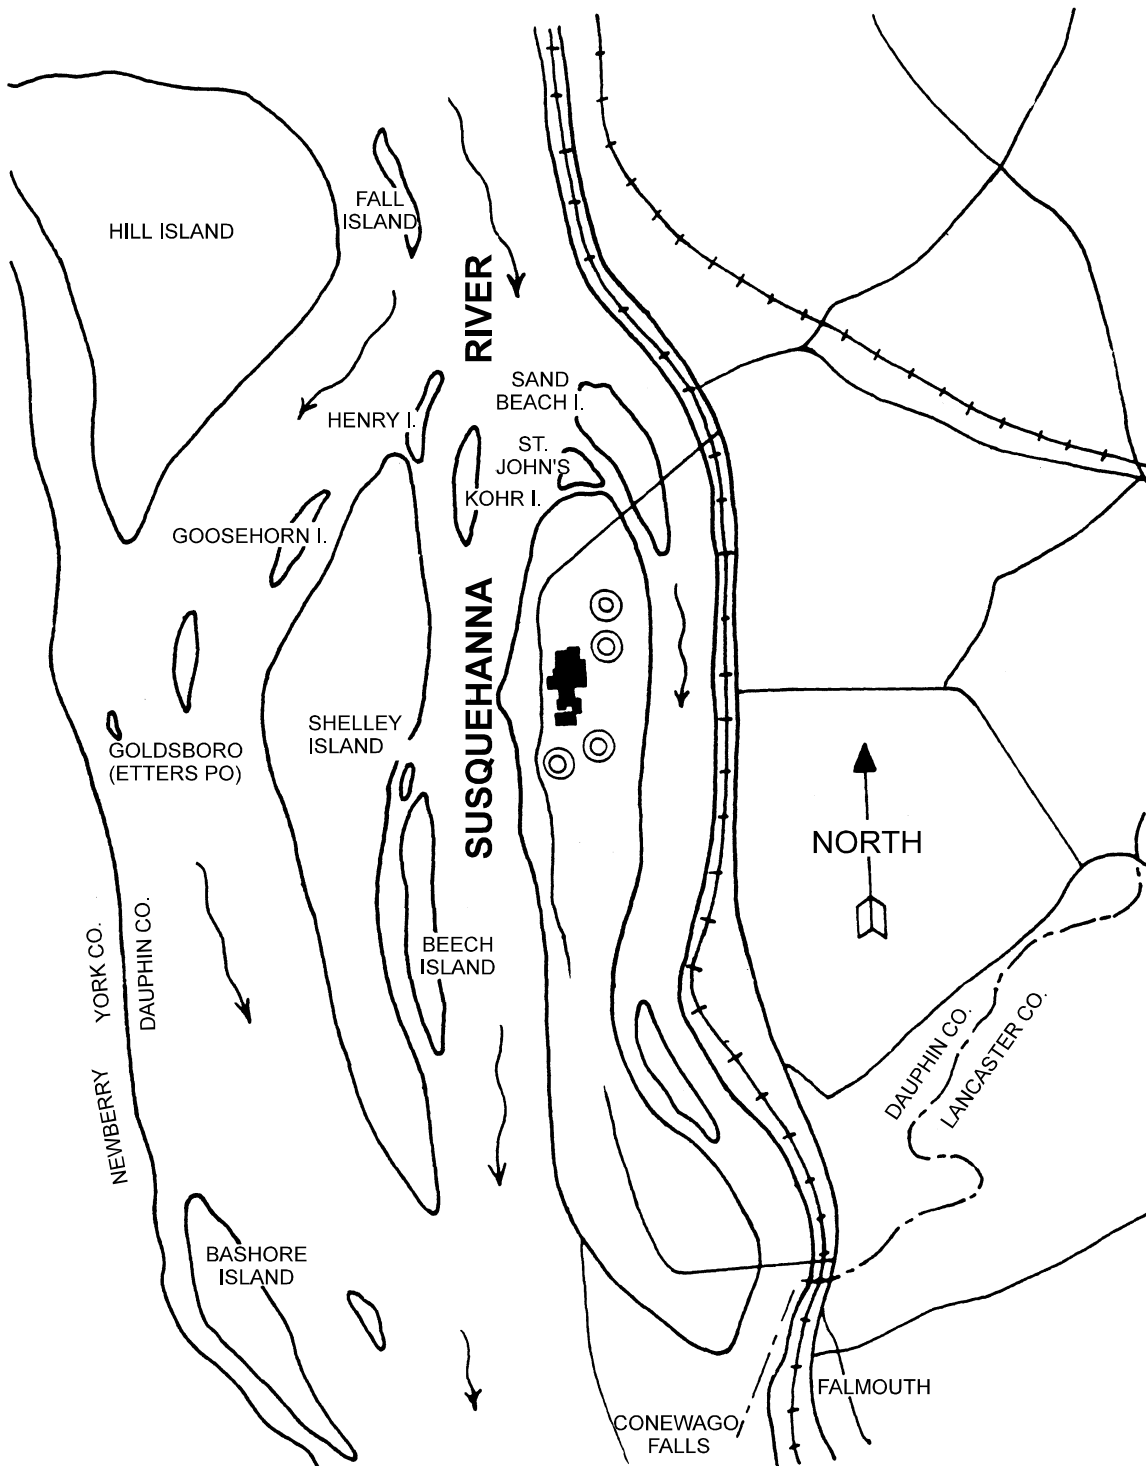 HILL ISLAND
FALL
ISLAND
SUSQUEHANNA RIVER
HENRY I.
SAND
BEACH I.
ST.
JOHN'S
KOHR I.
GOOSEHORN I.
SHELLEY
ISLAND
GOLDSBORO
(ETTERS PO)
NORTH
YORK CO.
DAUPHIN CO.
BEECH
ISLAND
DAUPHIN CO.
LANCASTER CO.
NEWBERRY
BASHORE
ISLAND
FALMOUTH
CONEWAGO
FALLS